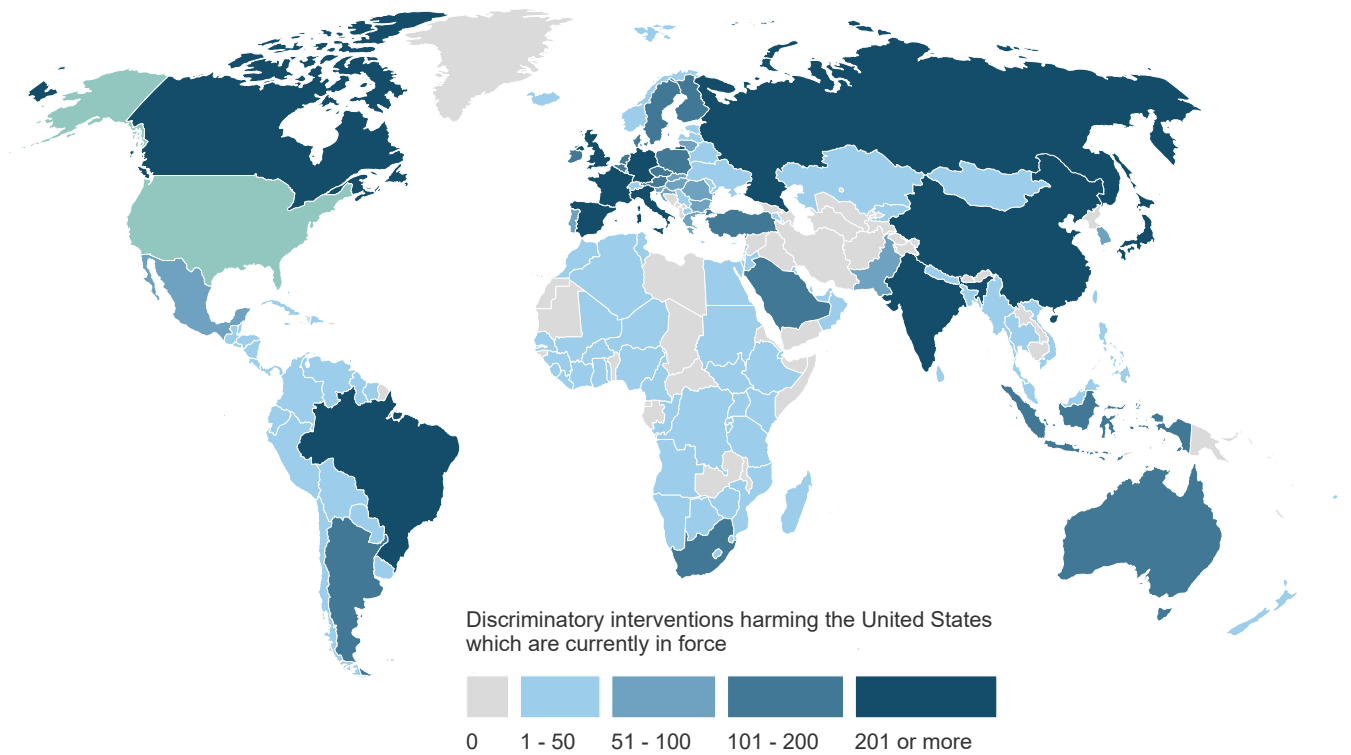 Discriminatory interventions harming the United States
which are currently in force
0 1 - 50 51 - 100 101 - 200 201 or more